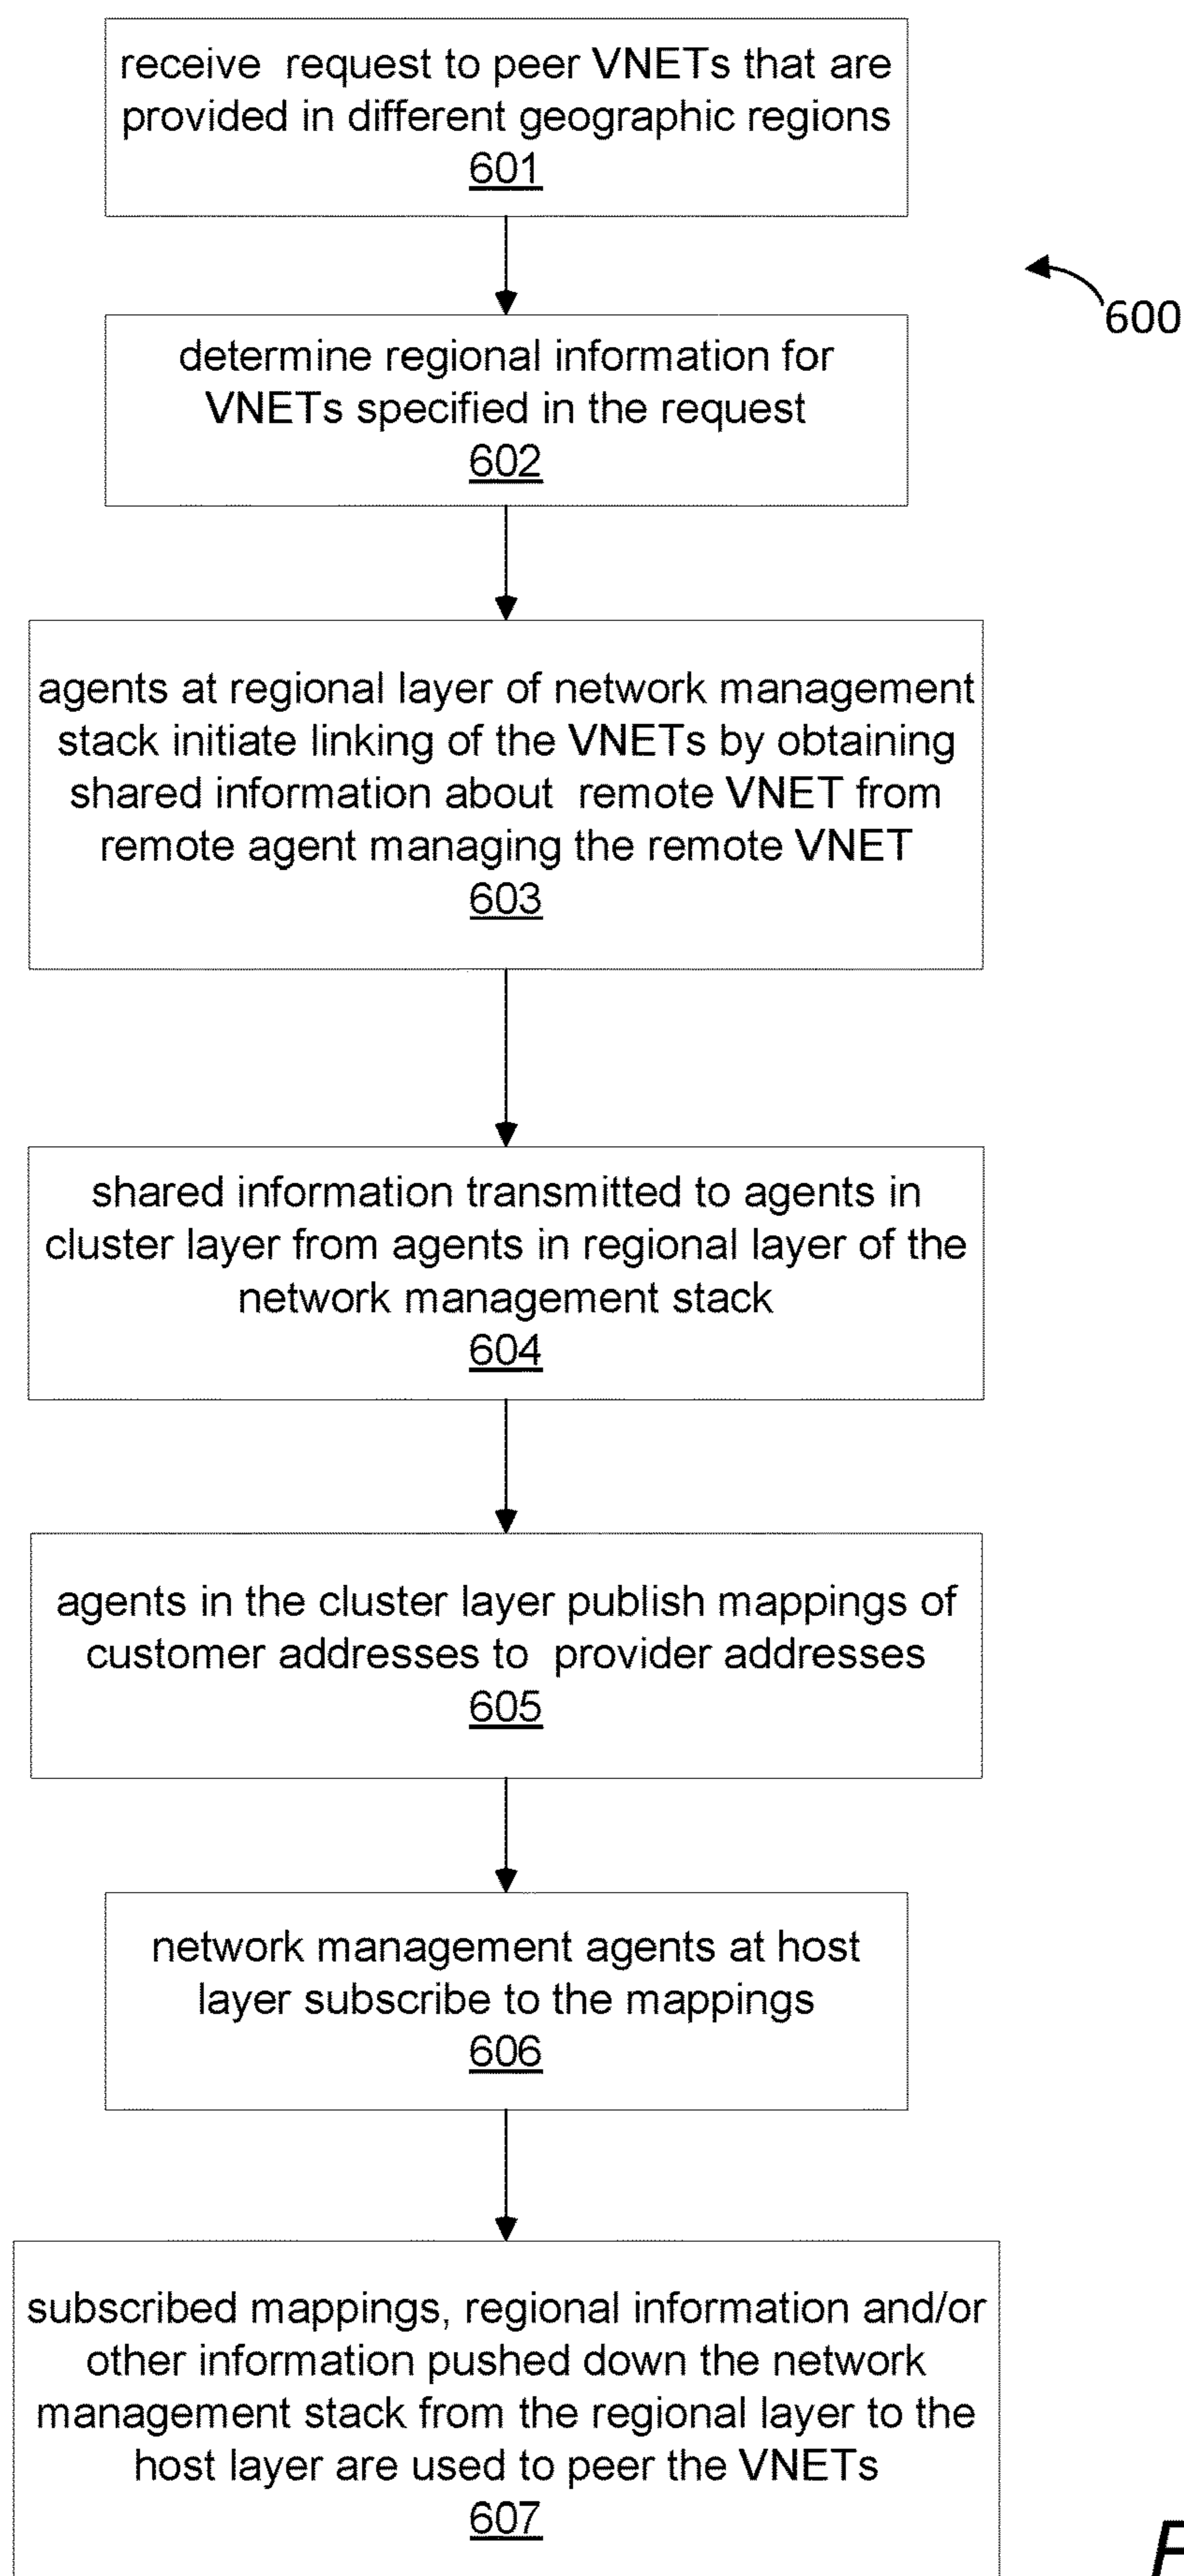 receive request to peer VNETs that are
provided in different geographic regions
601
600
determine regional information for
VNETs specified in the request
602
agents at regional layer of network management
stack initiate linking of the VNETs by obtaining
shared information about remote VNET from
remote agent managing the remote VNET
603
shared information transmitted to agents in
cluster layer from agents in regional layer of the
network management stack
604
agents in the cluster layer publish mappings of
customer addresses to provider addresses
605
network management agents at host
layer subscribe to the mappings
606
subscribed mappings, regional information and/or
other information pushed down the network
management stack from the regional layer to the
host layer are used to peer the VNETs
607